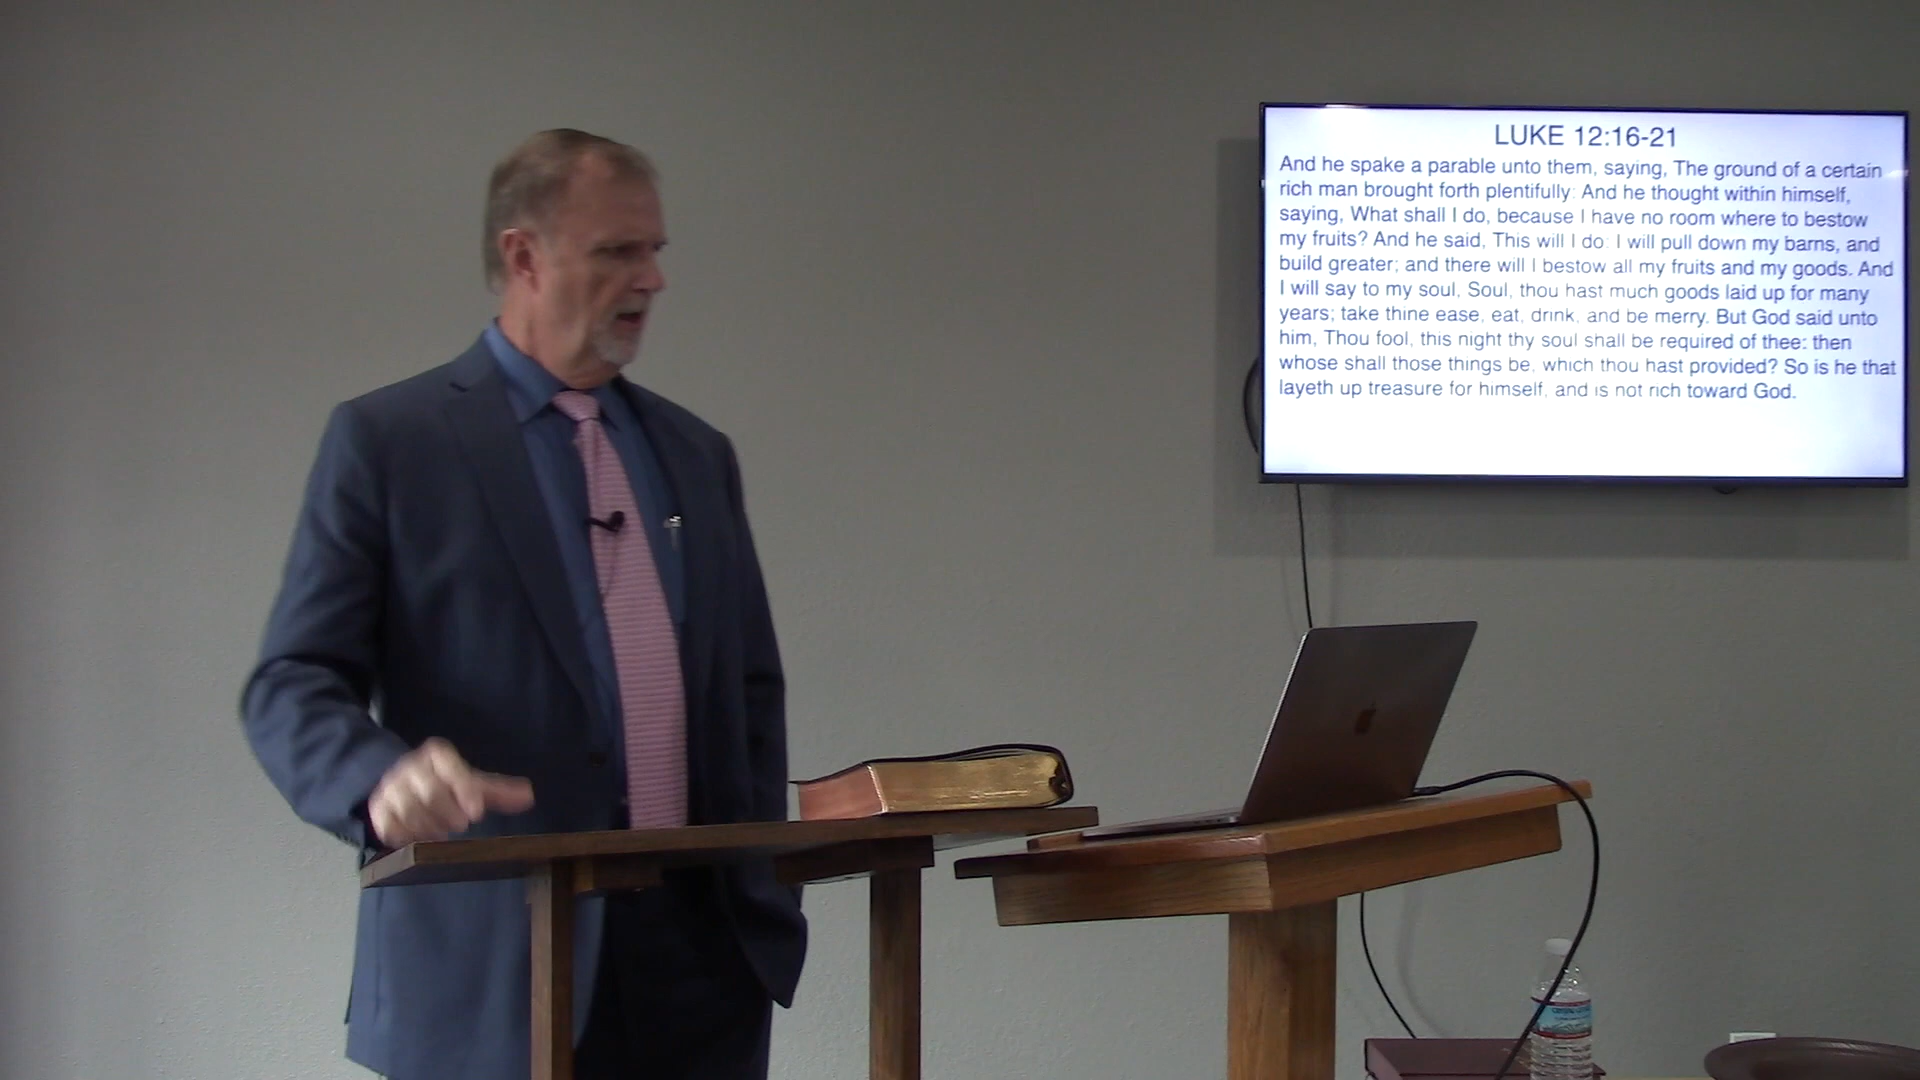 LUKE 12:16-21
And he spake a parable unto them, saying, The ground of a certain
rich man brought forth plentifully: And he thought within himself,
saying, What shall I do, because I have no room where to bestow
my fruits? And he said, This will I do: I will pull down my barns, and
build greater; and there will I bestow all my fruits and my goods. And
I will say to my soul, Soul, thou hast much goods laid up for many
years; take thine ease, eat, drink, and be merry. But God said unto
him, Thou fool, this night thy soul shall be required of thee: then
whose shall those things be, which thou hast provided? So is he that
layeth up treasure for himself, and is not rich toward God.